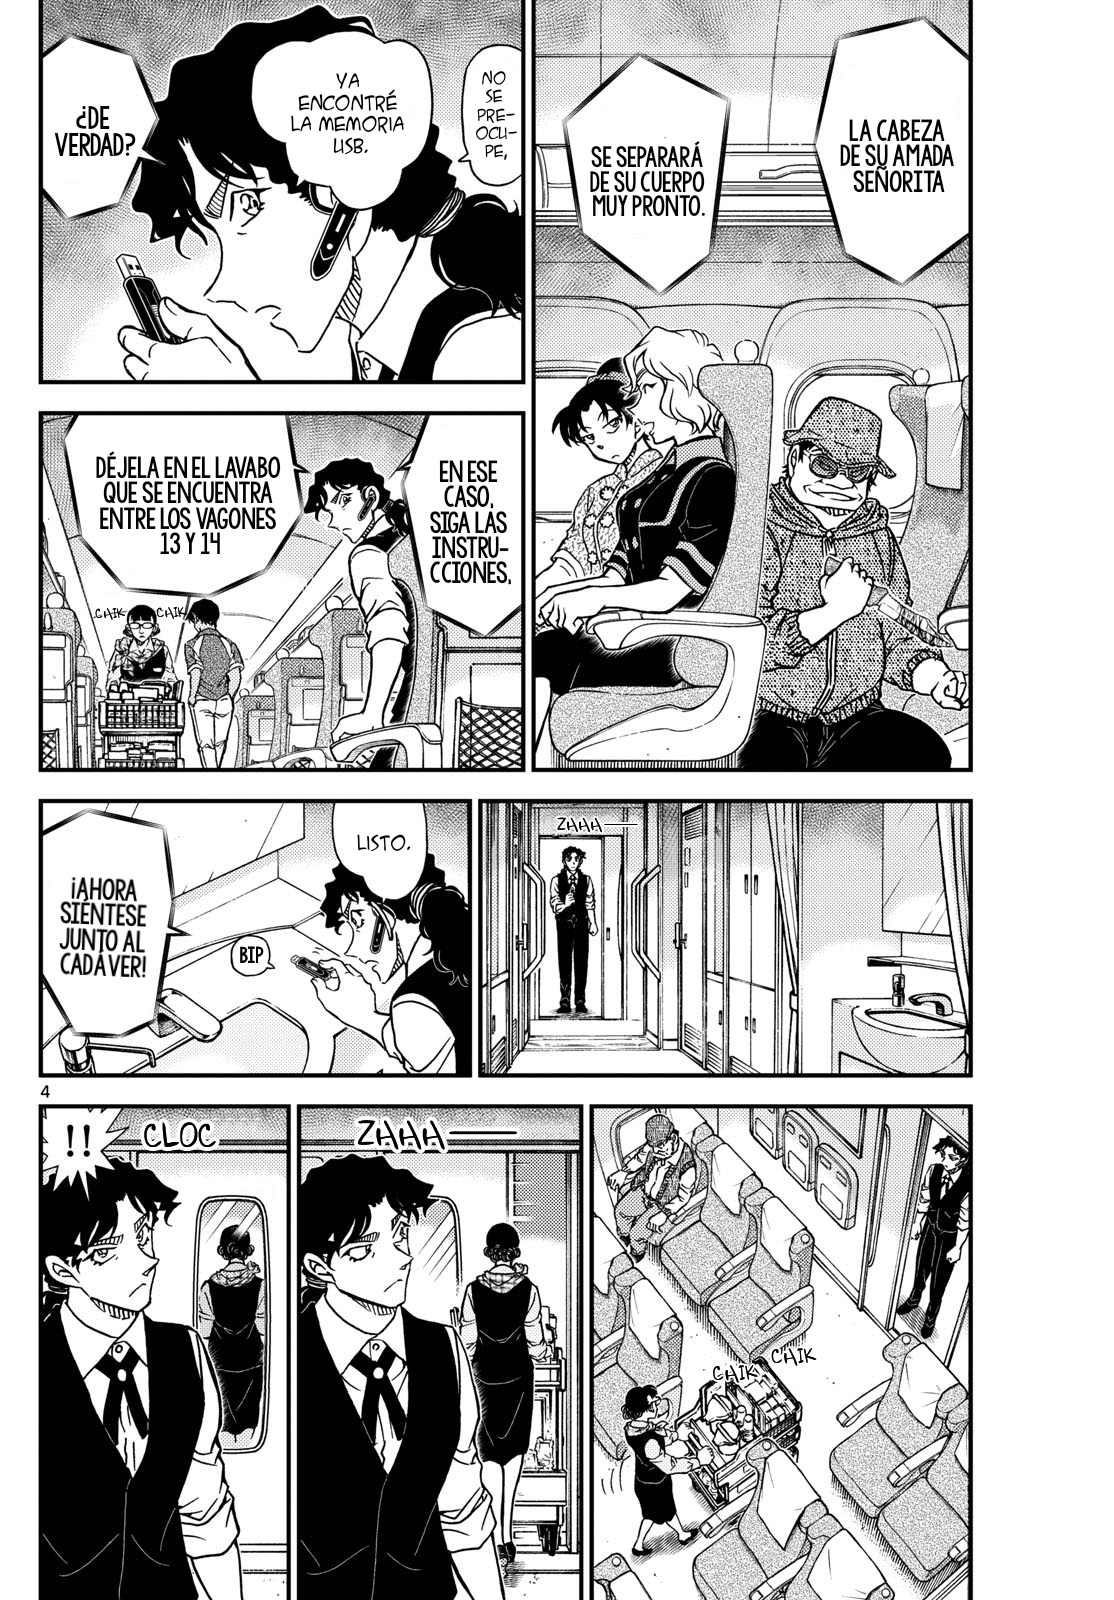 LA CABEZA
DE SU AMADA
SEÑORITA
SE SEPARARÁ
DE SU CUERPO
MUY PRONTO.
NO
SE
PRE-
OCU-
PE,
YA
ENCONTRÉ
LA MEMORIA
USB.
¿DE
VERDAD?
EN ESE
CASO,
SIGA LAS
INSTRU-
CCIONES,
DÉJELA EN EL LAVABO
QUE SE ENCUENTRA
ENTRE LOS VAGONES
13 Y 14
CHIK
CHIK
ZHAA
LISTO.
BIP
¡AHORA
SIÉNTESE
JUNTO AL
CADÁVER!
4
CHIK
CHIK
ZHAA
CLOC
!!